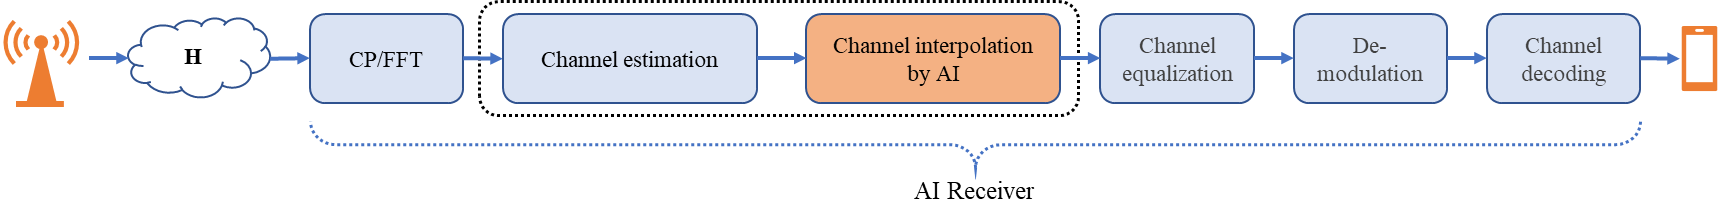 H
CP/FFT
Channel estimation
Channel interpolation
by AI
Channel
equalization
De-
modulation
Channel
decoding
AI Receiver